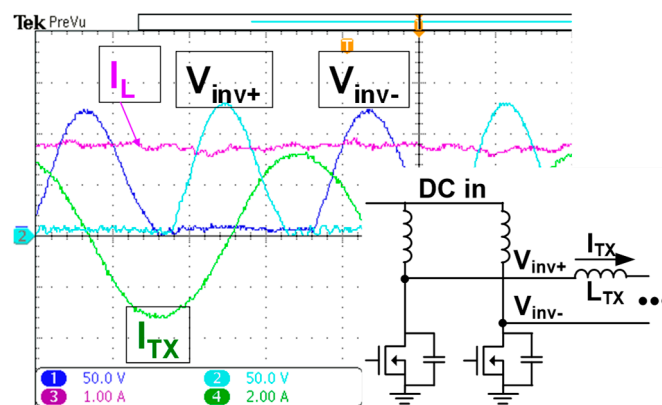 Tek PreVu
T
T
I_L
V_inv+
V_inv-
2
I_TX
DC in
I_TX
V_inv+
L_TX
V_inv-
1 50.0 V 2 50.0 V
3 1.00 A 4 2.00 A